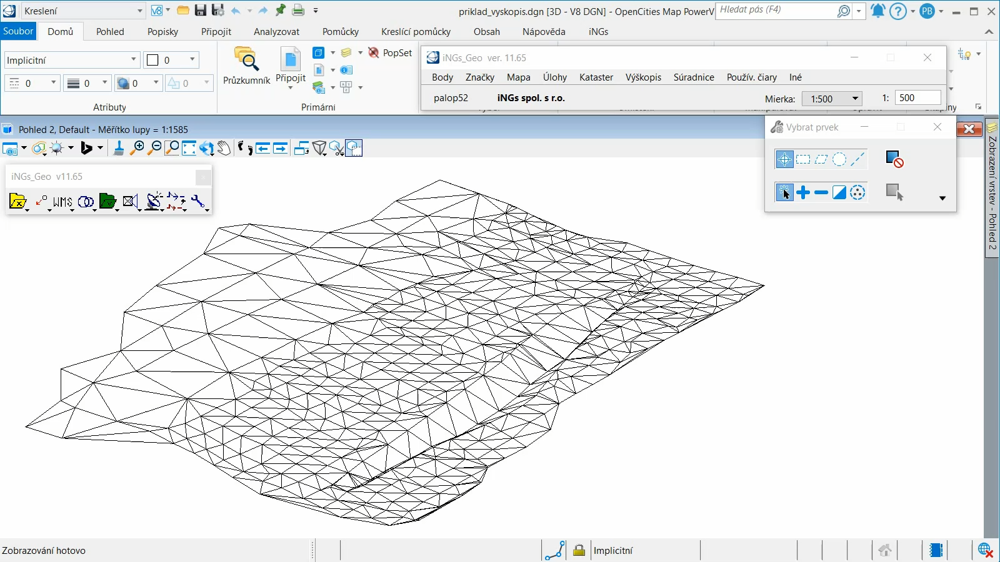 Kreslení
V8
priklad_vyskopis.dgn [3D - V8 DGN] - OpenCities Map PowerV
Hledat pás (F4)
PB
Soubor
Domů
Pohled
Popisky
Připojit
Analyzovat
Pomůcky
Kreslící pomůcky
Obsah
Nápověda
iNGs
Implicitní
0
0
0
0
0
Atributy
Průzkumník
Připojit
PopSet
Primární
iNGs_Geo ver. 11.65
Body
Značky
Mapa
Úlohy
Kataster
Výškopis
Súradnice
Použív. čiary
Iné
palop52
iNGs spol. s r.o.
Mierka:
1:500
1:
500
Pohled 2, Default - Měřítko lupy = 1:1585
Vybrat prvek
Zobrazení vrstev - Pohled 2
iNGs_Geo v11.65
WMS
Zobrazování hotovo
Implicitní